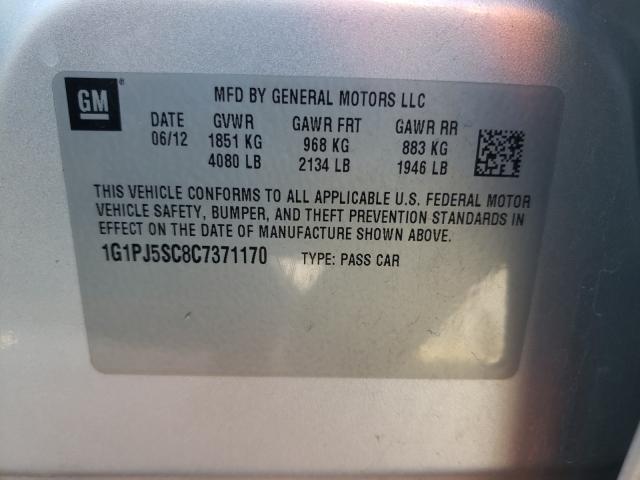 GM
MFD BY GENERAL MOTORS LLC
DATE GVWR GAWR FRT GAWR RR
06/12 1851 KG 968 KG 883 KG
4080 LB 2134 LB 1946 LB
THIS VEHICLE CONFORMS TO ALL APPLICABLE U.S. FEDERAL MOTOR
VEHICLE SAFETY, BUMPER, AND THEFT PREVENTION STANDARDS IN
EFFECT ON THE DATE OF MANUFACTURE SHOWN ABOVE.
1G1PJ5SC8C7371170 TYPE: PASS CAR